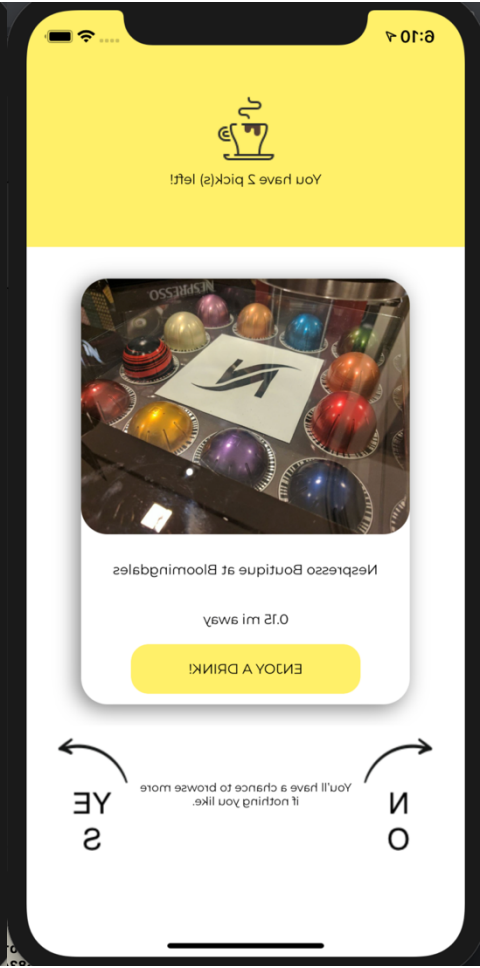 6:10
You have 2 pick(s) left!
NESPRESSO
N
Nespresso Boutique at Bloomingdales
0.15 mi away
ENJOY A DRINK!
You'll have a chance to browse more
if nothing you like.
N
O
YE
S